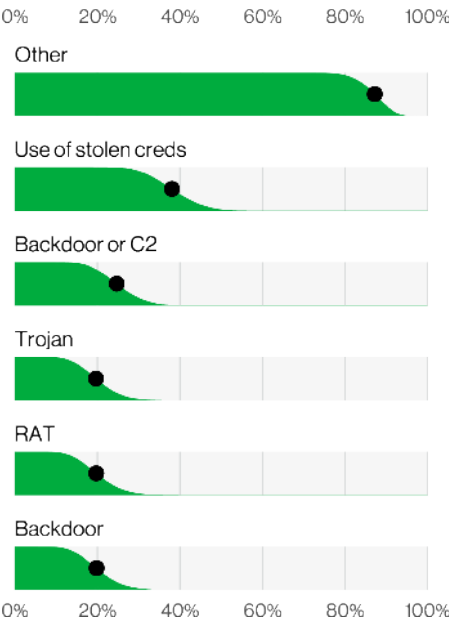 0% 20% 40% 60% 80% 100%
Other
Use of stolen creds
Backdoor or C2
Trojan
RAT
Backdoor
0% 20% 40% 60% 80% 100%